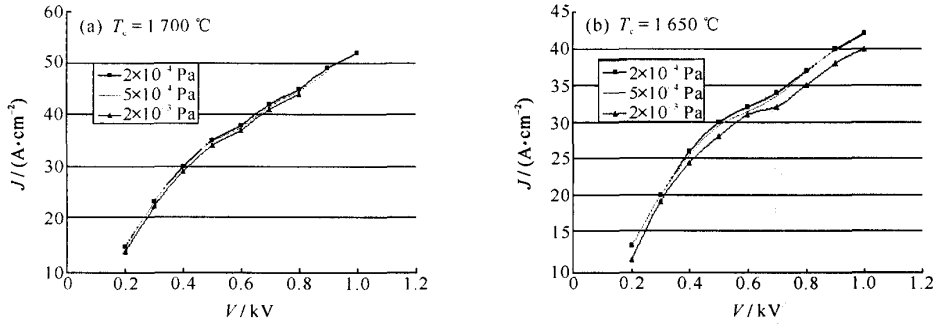 (a) T_c = 1 700 ℃
2×10⁻⁴ Pa
5×10⁻⁴ Pa
2×10⁻³ Pa
J / (A·cm⁻²)
60
50
40
30
20
10
0
0.2
0.4
0.6
0.8
1.0
1.2
V / kV
(b) T_c = 1 650 ℃
2×10⁻⁴ Pa
5×10⁻⁴ Pa
2×10⁻³ Pa
J / (A·cm⁻²)
45
40
35
30
25
20
15
10
0
0.2
0.4
0.6
0.8
1.0
1.2
V / kV